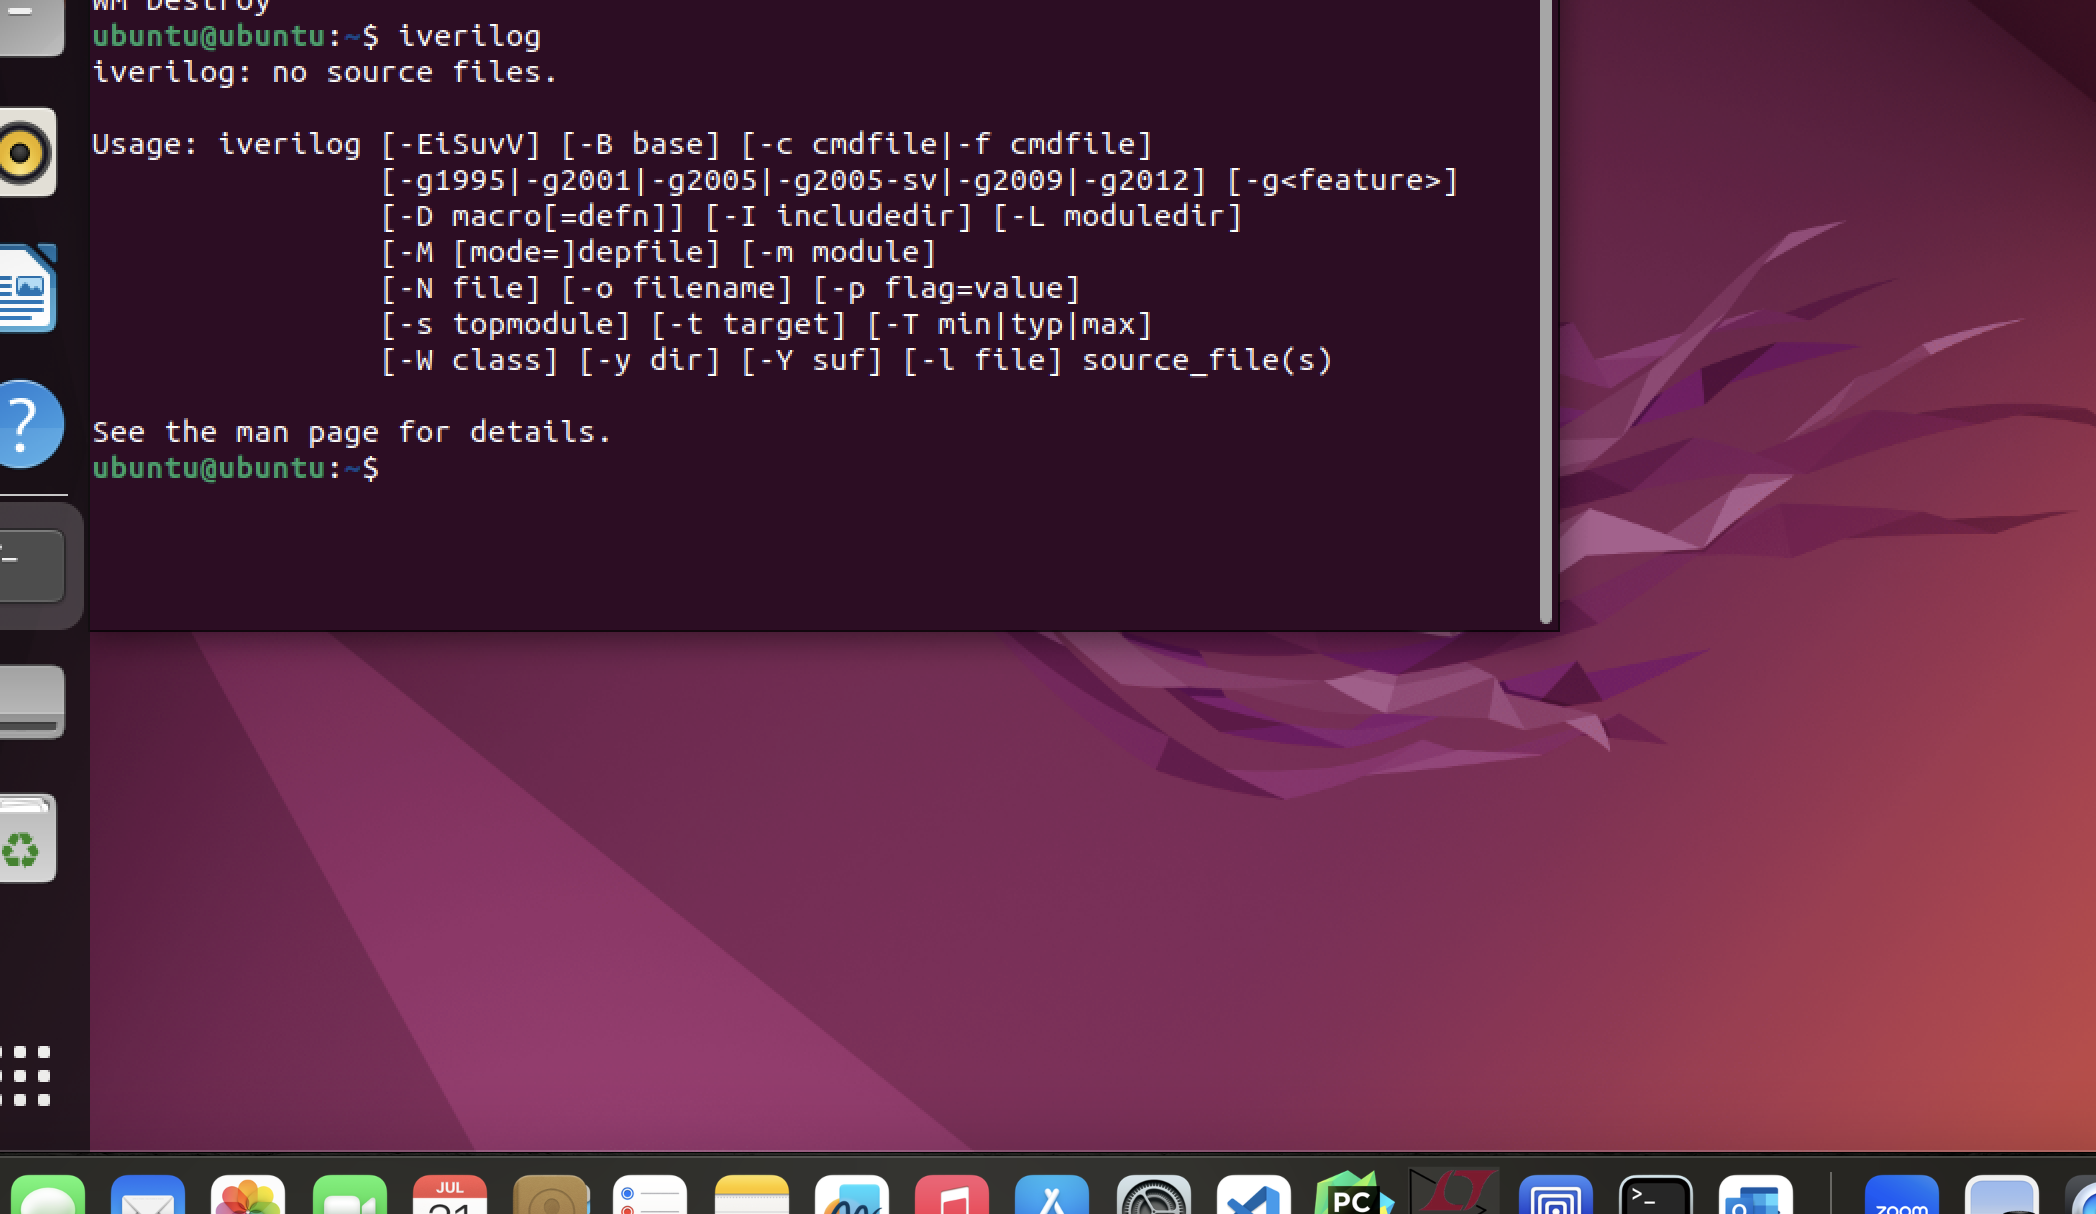 WM Destroy
ubuntu@ubuntu:~$ iverilog
iverilog: no source files.
Usage: iverilog [-EiSuvV] [-B base] [-c cmdfile|-f cmdfile]
[-g1995|-g2001|-g2005|-g2005-sv|-g2009|-g2012] [-g<feature>]
[-D macro[=defn]] [-I includedir] [-L moduledir]
[-M [mode=]depfile] [-m module]
[-N file] [-o filename] [-p flag=value]
[-s topmodule] [-t target] [-T min|typ|max]
[-W class] [-y dir] [-Y suf] [-l file] source_file(s)
See the man page for details.
ubuntu@ubuntu:~$
?
>_
JUL
21
PC
>_
O
zoom